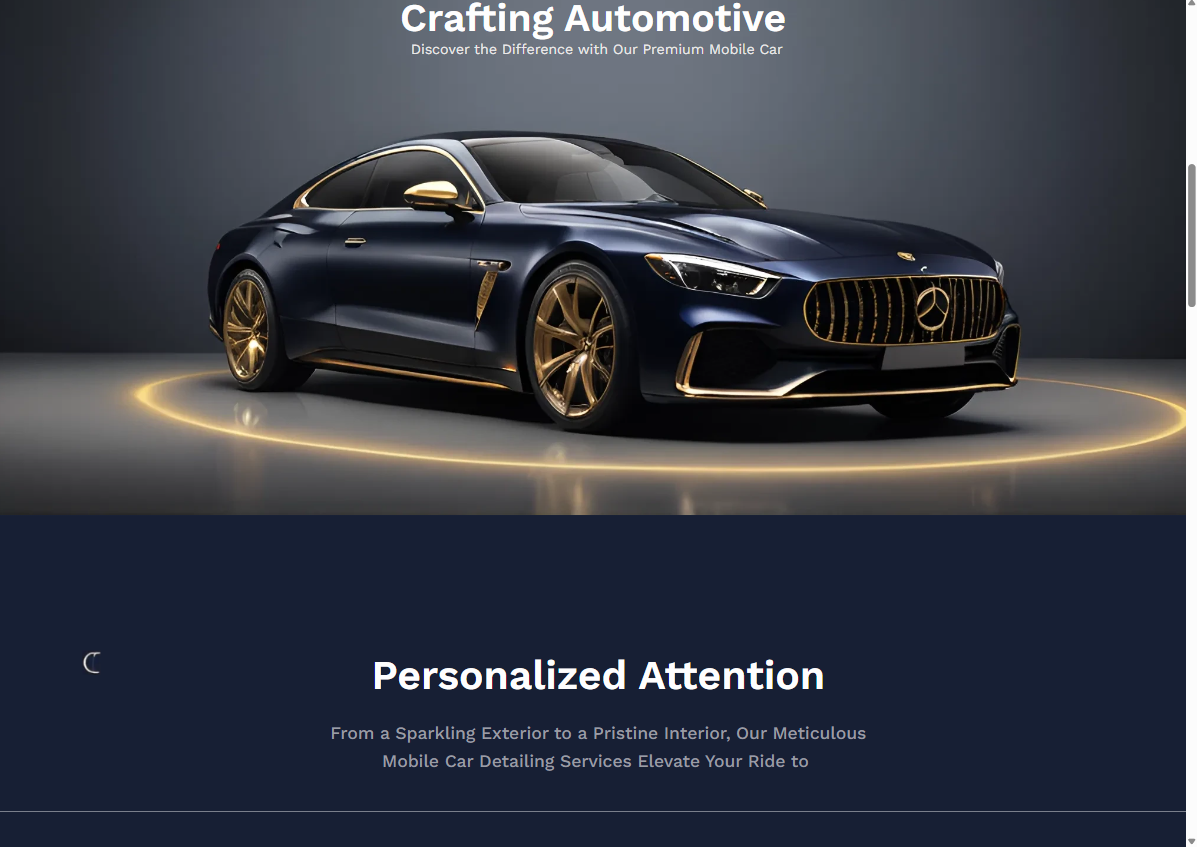 Crafting Automotive
Discover the Difference with Our Premium Mobile Car
Personalized Attention
From a Sparkling Exterior to a Pristine Interior, Our Meticulous
Mobile Car Detailing Services Elevate Your Ride to